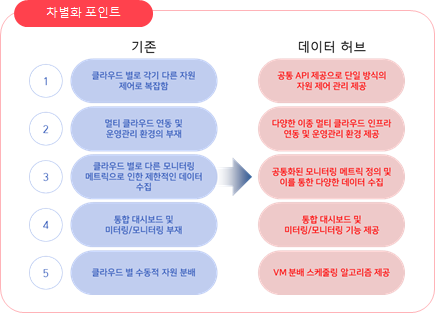 차별화 포인트
기존
데이터 허브
1
클라우드 별로 각기 다른 자원
제어로 복잡함
공통 API 제공으로 단일 방식의
자원 제어 관리 제공
2
멀티 클라우드 연동 및
운영관리 환경의 부재
다양한 이종 멀티 클라우드 인프라
연동 및 운영관리 환경 제공
3
클라우드 별로 다른 모니터링
메트릭으로 인한 제한적인 데이터
수집
공통화된 모니터링 메트릭 정의 및
이를 통한 다양한 데이터 수집
4
통합 대시보드 및
미터링/모니터링 부재
통합 대시보드 및
미터링/모니터링 기능 제공
5
클라우드 별 수동적 자원 분배
VM 분배 스케줄링 알고리즘 제공